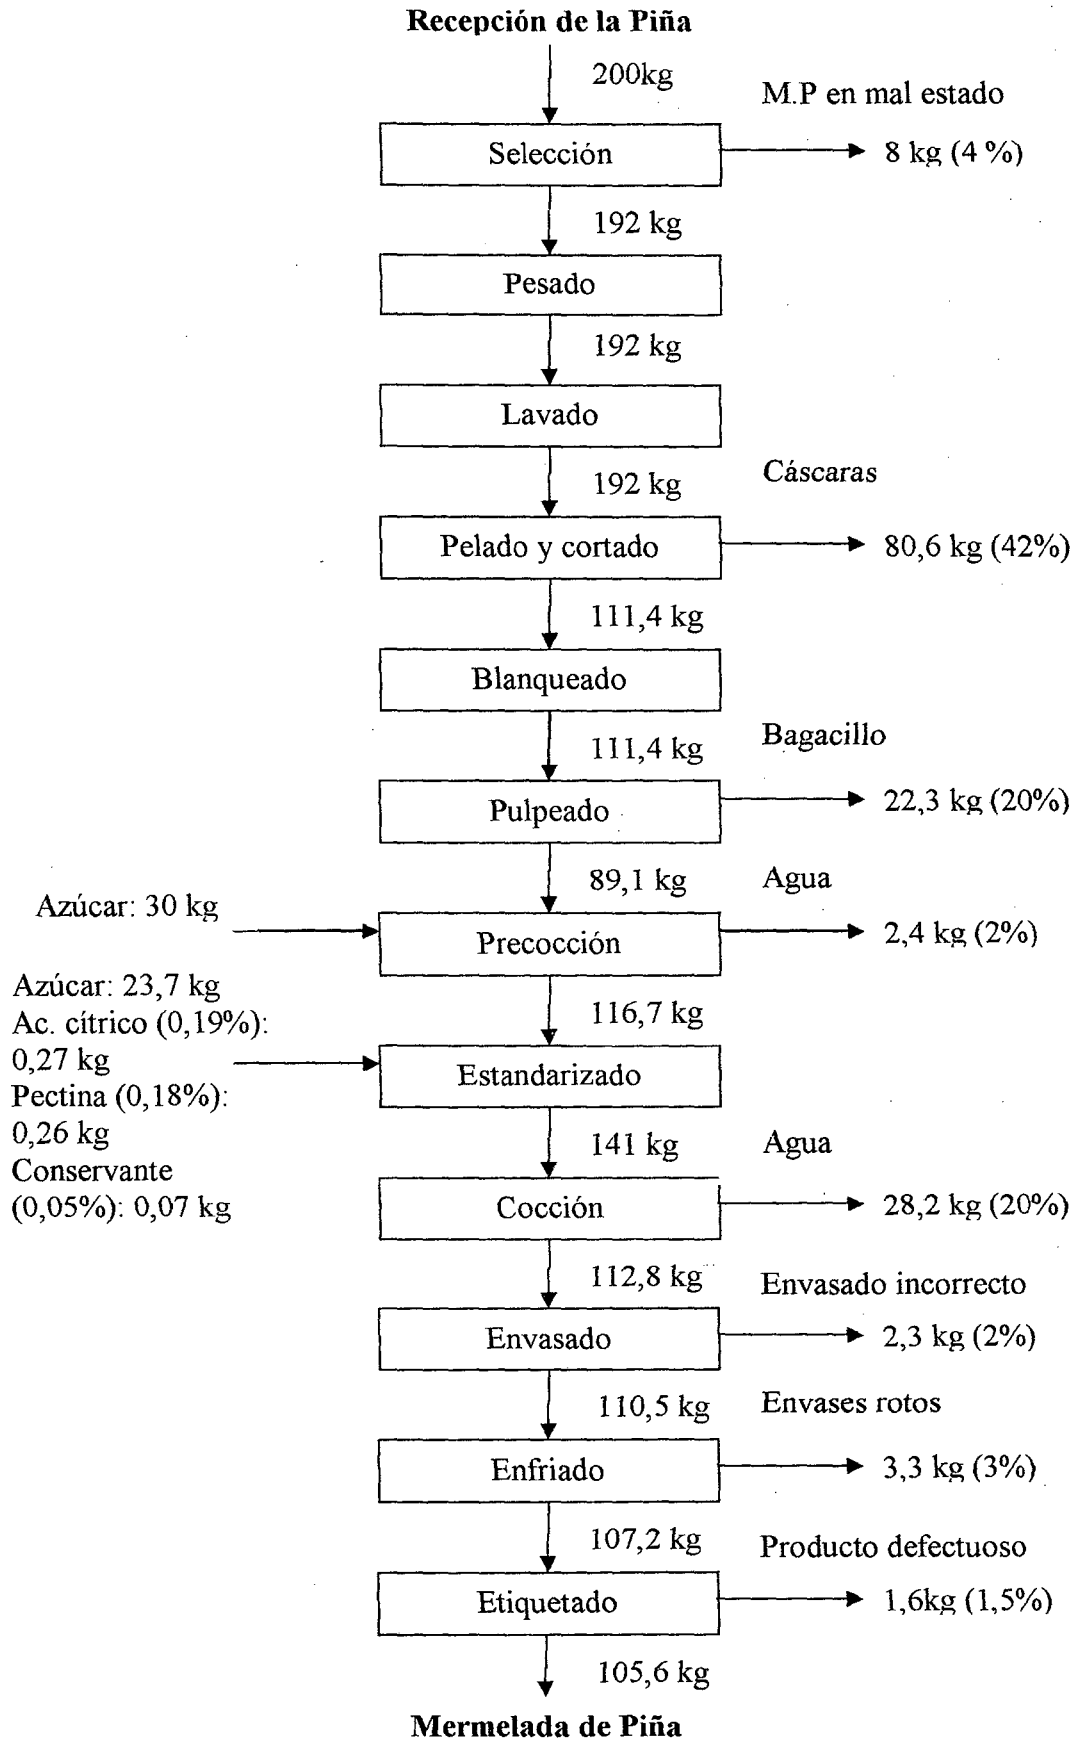 Recepción de la Piña
200kg
M.P en mal estado
Selección
8 kg (4 %)
192 kg
Pesado
192 kg
Lavado
192 kg
Cáscaras
Pelado y cortado
80,6 kg (42%)
111,4 kg
Blanqueado
111,4 kg
Bagacillo
Pulpeado
22,3 kg (20%)
89,1 kg
Agua
Azúcar: 30 kg
Precocción
2,4 kg (2%)
116,7 kg
Azúcar: 23,7 kg
Ac. cítrico (0,19%):
0,27 kg
Pectina (0,18%):
0,26 kg
Conservante
(0,05%): 0,07 kg
Estandarizado
141 kg
Agua
Cocción
28,2 kg (20%)
112,8 kg
Envasado incorrecto
Envasado
2,3 kg (2%)
110,5 kg
Envases rotos
Enfriado
3,3 kg (3%)
107,2 kg
Producto defectuoso
Etiquetado
1,6kg (1,5%)
105,6 kg
Mermelada de Piña